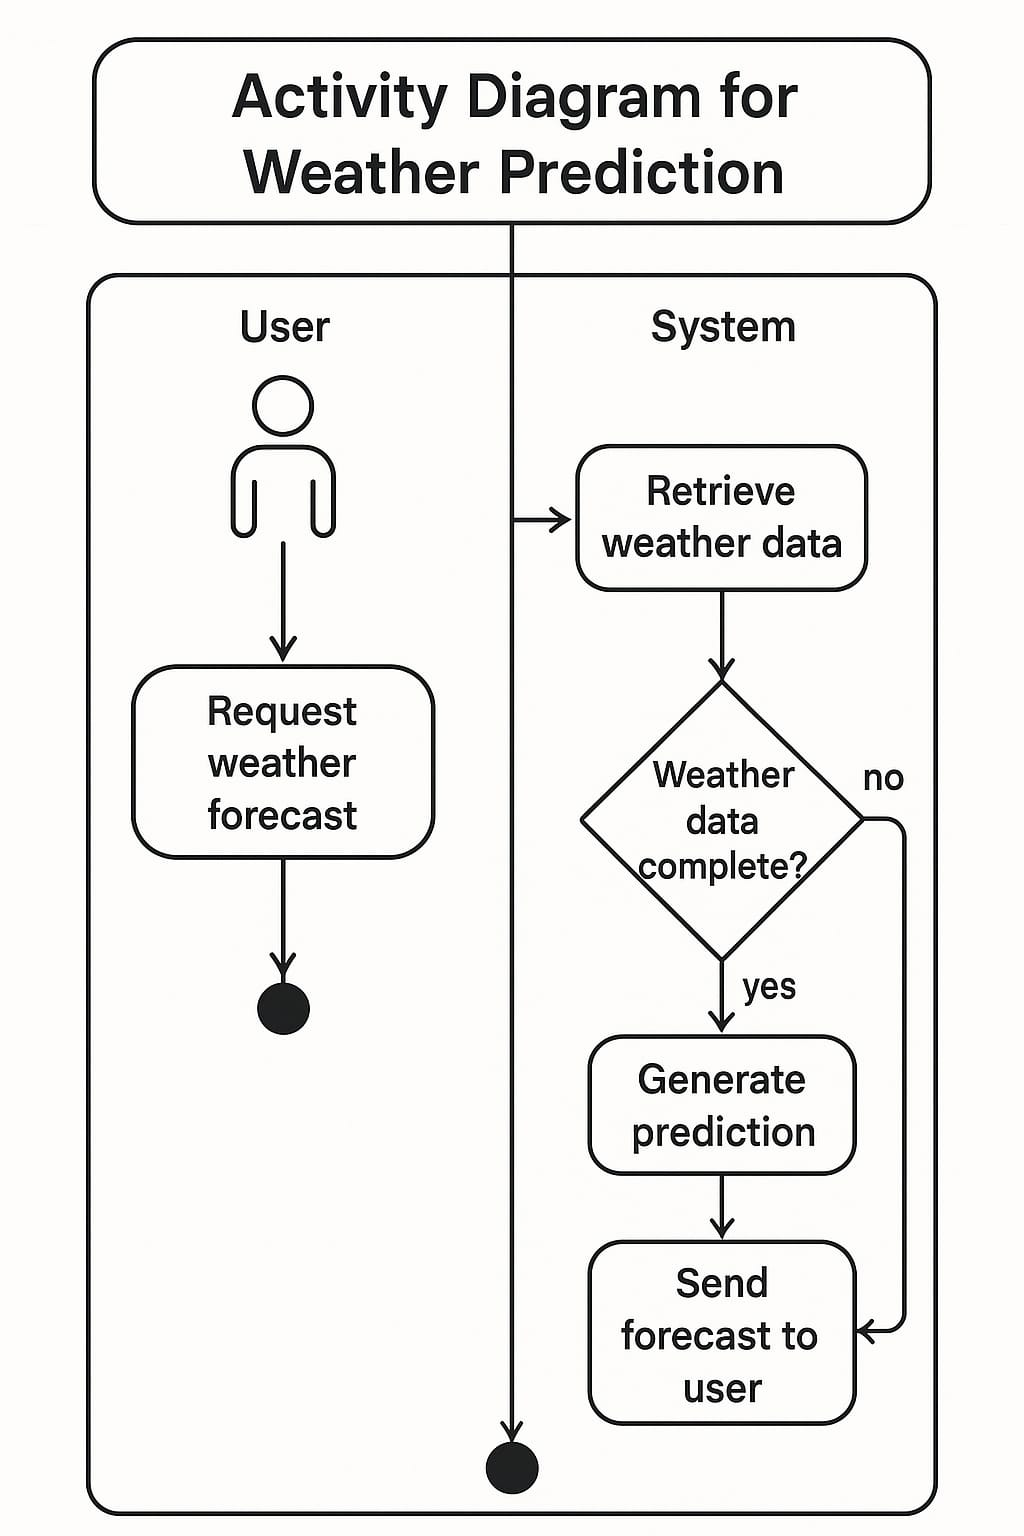 Activity Diagram for
Weather Prediction
User
System
Retrieve
weather data
Request
weather
forecast
Weather
data
complete?
no
yes
Generate
prediction
Send
forecast to
user